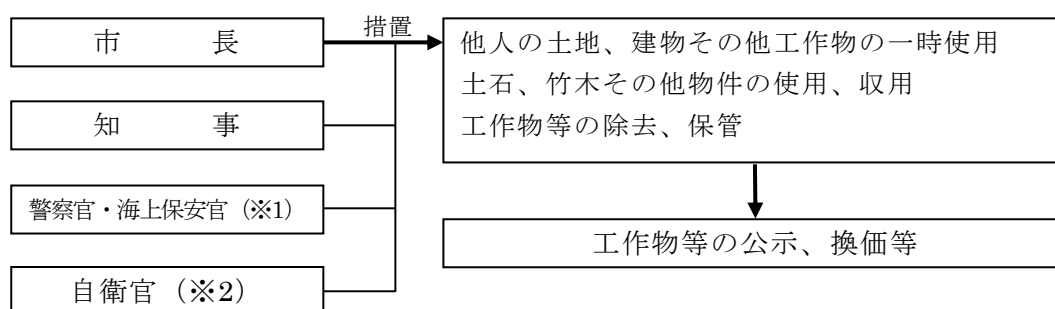 市長
措置
他人の土地、建物その他工作物の一時使用
土石、竹木その他物件の使用、収用
工作物等の除去、保管
知事
警察官・海上保安官（※1）
工作物等の公示、換価等
自衛官（※2）